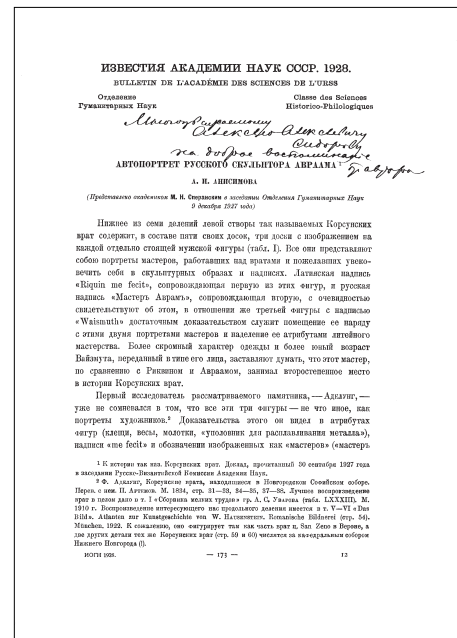 ИЗВЕСТИЯ АКАДЕМИИ НАУК СССР. 1928.
BULLETIN DE L'ACADÉMIE DES SCIENCES DE L'URSS
Отделение
Гуманитарных Наук
Classe des Sciences
Historico-Philologiques
Многоуважаемому
Алексею Алексеевичу
Сидорову
на доброе воспоминание
автора
АВТОПОРТРЕТ РУССКОГО СКУЛЬПТОРА АВРААМА¹
А. И. АНИСИМОВА
(Представлено академиком М. Н. Сперанским в заседании Отделения Гуманитарных Наук
9 декабря 1927 года)
Нижнее из семи делений левой створы так называемых Корсунских
врат содержит, в составе пяти своих досок, три доски с изображением на
каждой отдельно стоящей мужской фигуры (табл. I). Все они представляют
собою портреты мастеров, работавших над вратами и пожелавших увеко-
вечить себя в скульптурных образах и надписях. Латинская надпись
«Riquin me fecit», сопровождающая первую из этих фигур, и русская
надпись «Мастеръ Аврамъ», сопровождающая вторую, с очевидностью
свидетельствуют об этом, в отношении же третьей фигуры с надписью
«Waismuth» достаточным доказательством служит помещение ее наряду
с этими двумя портретами мастеров и наделение ее атрибутами литейного
мастерства. Более скромный характер одежды и более юный возраст
Вайзмута, переданный в типе его лица, заставляют думать, что этот мастер,
по сравнению с Риквином и Авраамом, занимал второстепенное место
в истории Корсунских врат.
Первый исследователь рассматриваемого памятника, — Аделунг, —
уже не сомневался в том, что все эти три фигуры — не что иное, как
портреты художников.² Доказательства этого он видел в атрибутах
фигур (клещи, весы, молотки, «уполовник для расплавливания металла»),
надписи «me fecit» и обозначении изображенных как «мастеров» («мастеръ
¹ К истории так наз. Корсунских врат. Доклад, прочитанный 30 сентября 1927 года
в заседании Русско-Византийской Комиссии Академии Наук.
² Ф. Аделунг, Корсунские врата, находящиеся в Новгородском Софийском соборе.
Перев. с нем. П. Артемов. М. 1834, стр. 31—33, 34—35, 37—38. Лучшее воспроизведение
врат в целом дано в т. I «Сборника мелких трудов» гр. А. С. Уварова (табл. LXXXIII). М.
1910 г. Воспроизведение интересующего нас продольного деления имеется в т. V—VI «Das
Bild». Atlanten zur Kunstgeschichte von W. Hausenstein. Romanische Bildnerei (стр. 54).
München. 1922. К сожалению, оно фигурирует там как часть врат ц. San Zeno в Вероне, а
две других детали тех же Корсунских врат (стр. 59 и 60) числятся за кафедральным собором
Нижнего Новгорода (!).
ИОГН 1928.
— 173 —
12